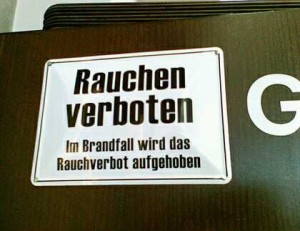 Rauchen
verboten
Im Brandfall wird das
Rauchverbot aufgehoben
G